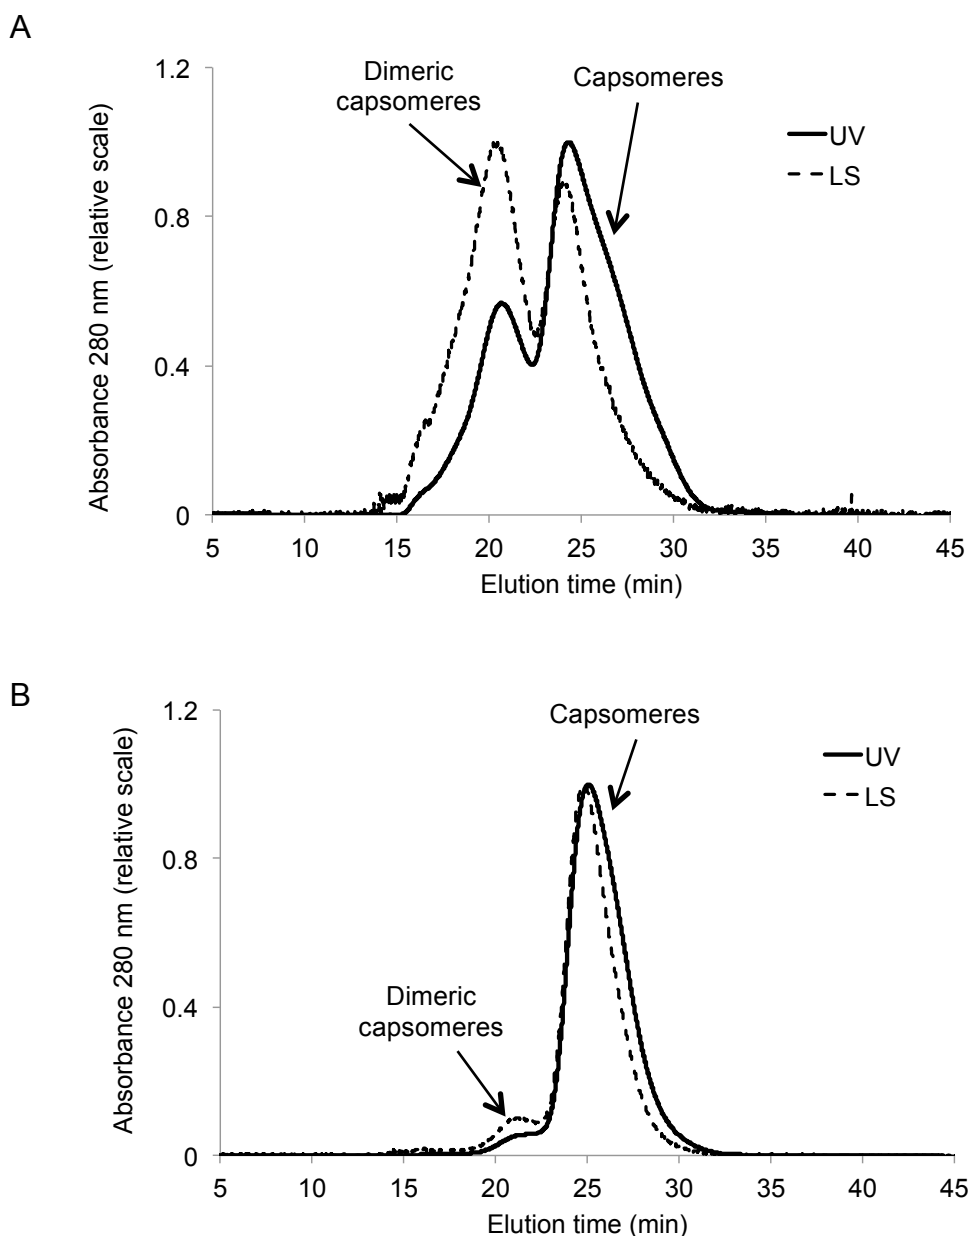 A
1.2
Dimeric
capsomeres
Capsomeres
UV
LS
0.8
0.4
0
Absorbance 280 nm (relative scale)
5 10 15 20 25 30 35 40 45
Elution time (min)
B
1.2
Capsomeres
UV
LS
0.8
0.4
Dimeric
capsomeres
0
Absorbance 280 nm (relative scale)
5 10 15 20 25 30 35 40 45
Elution time (min)